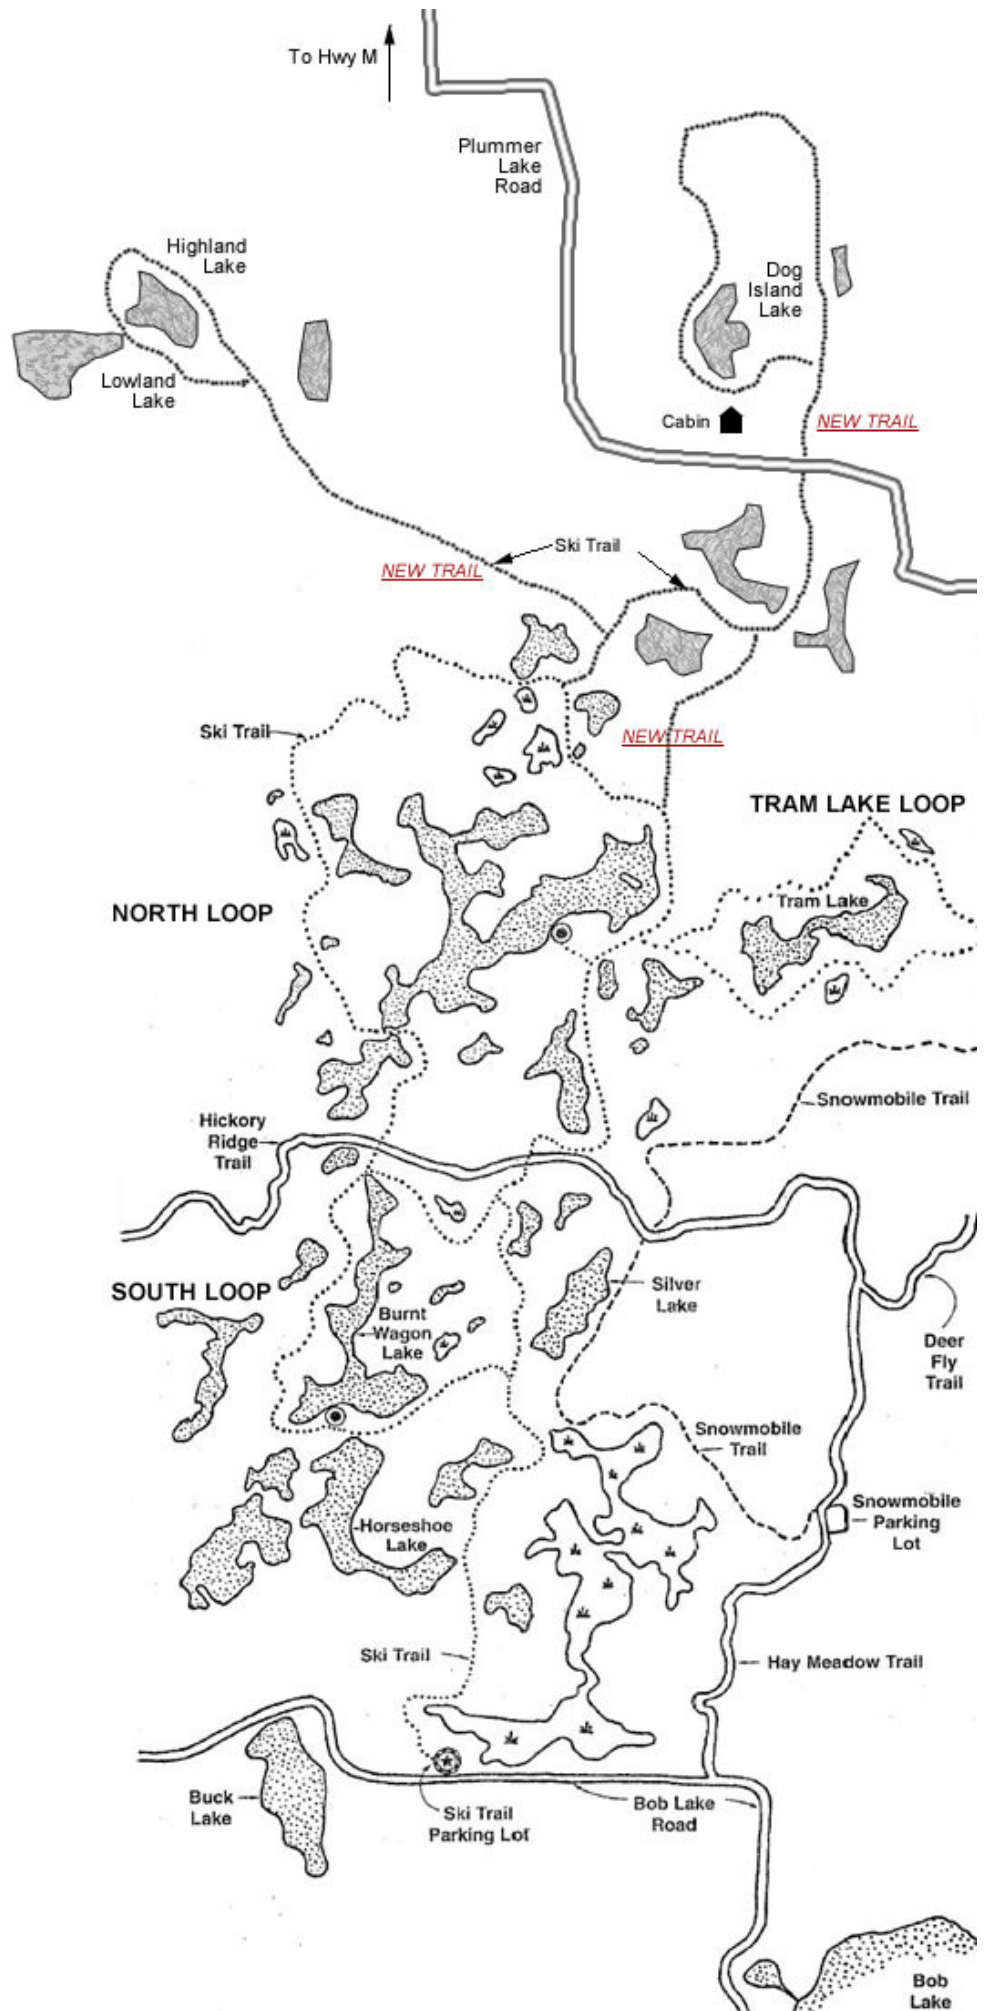 To Hwy M
Plummer
Lake
Road
Highland
Lake
Dog
Island
Lake
Lowland
Lake
Cabin
NEW TRAIL
Ski Trail
NEW TRAIL
Ski Trail
NEW TRAIL
TRAM LAKE LOOP
Tram Lake
NORTH LOOP
Snowmobile Trail
Hickory
Ridge
Trail
SOUTH LOOP
Silver
Lake
Burnt
Wagon
Lake
Deer
Fly
Trail
Snowmobile
Trail
Snowmobile
Parking
Lot
Horseshoe
Lake
Ski Trail
Hay Meadow Trail
Buck
Lake
Ski Trail
Parking Lot
Bob Lake
Road
Bob
Lake